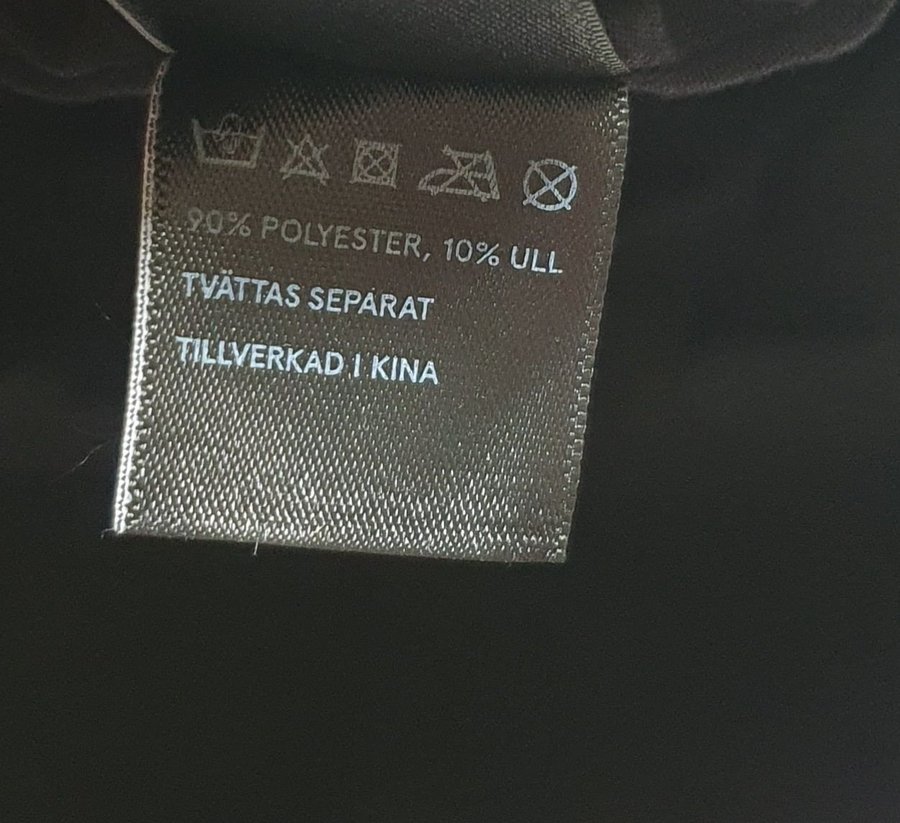 90% POLYESTER, 10% ULL
TVÄTTAS SEPARAT
TILLVERKAD I KINA